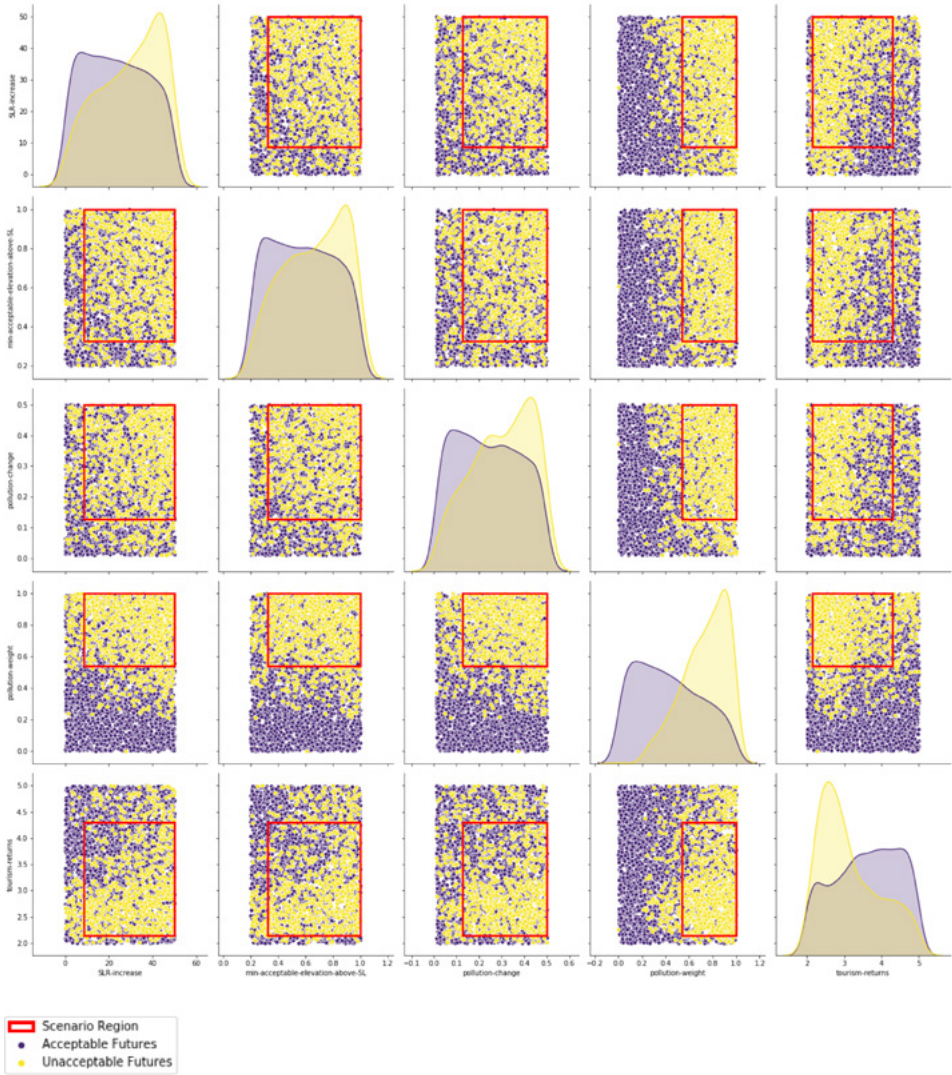 50
40
30
20
10
0
SLR-increase
1.0
0.8
0.6
0.4
0.2
min-acceptable-elevation-above-SL
0.5
0.4
0.3
0.2
0.1
0.0
pollution-change
1.0
0.8
0.6
0.4
0.2
0.0
pollution-weight
5.0
4.5
4.0
3.5
3.0
2.5
2.0
tourism-returns
0 20 40 60
SLR-increase
0.0 0.2 0.4 0.6 0.8 1.0 1.2
min-acceptable-elevation-above-SL
−0.1 0.0 0.1 0.2 0.3 0.4 0.5 0.6
pollution-change
−0.2 0.0 0.2 0.4 0.6 0.8 1.0 1.2
pollution-weight
2 3 4 5
tourism-returns
Scenario Region
Acceptable Futures
Unacceptable Futures